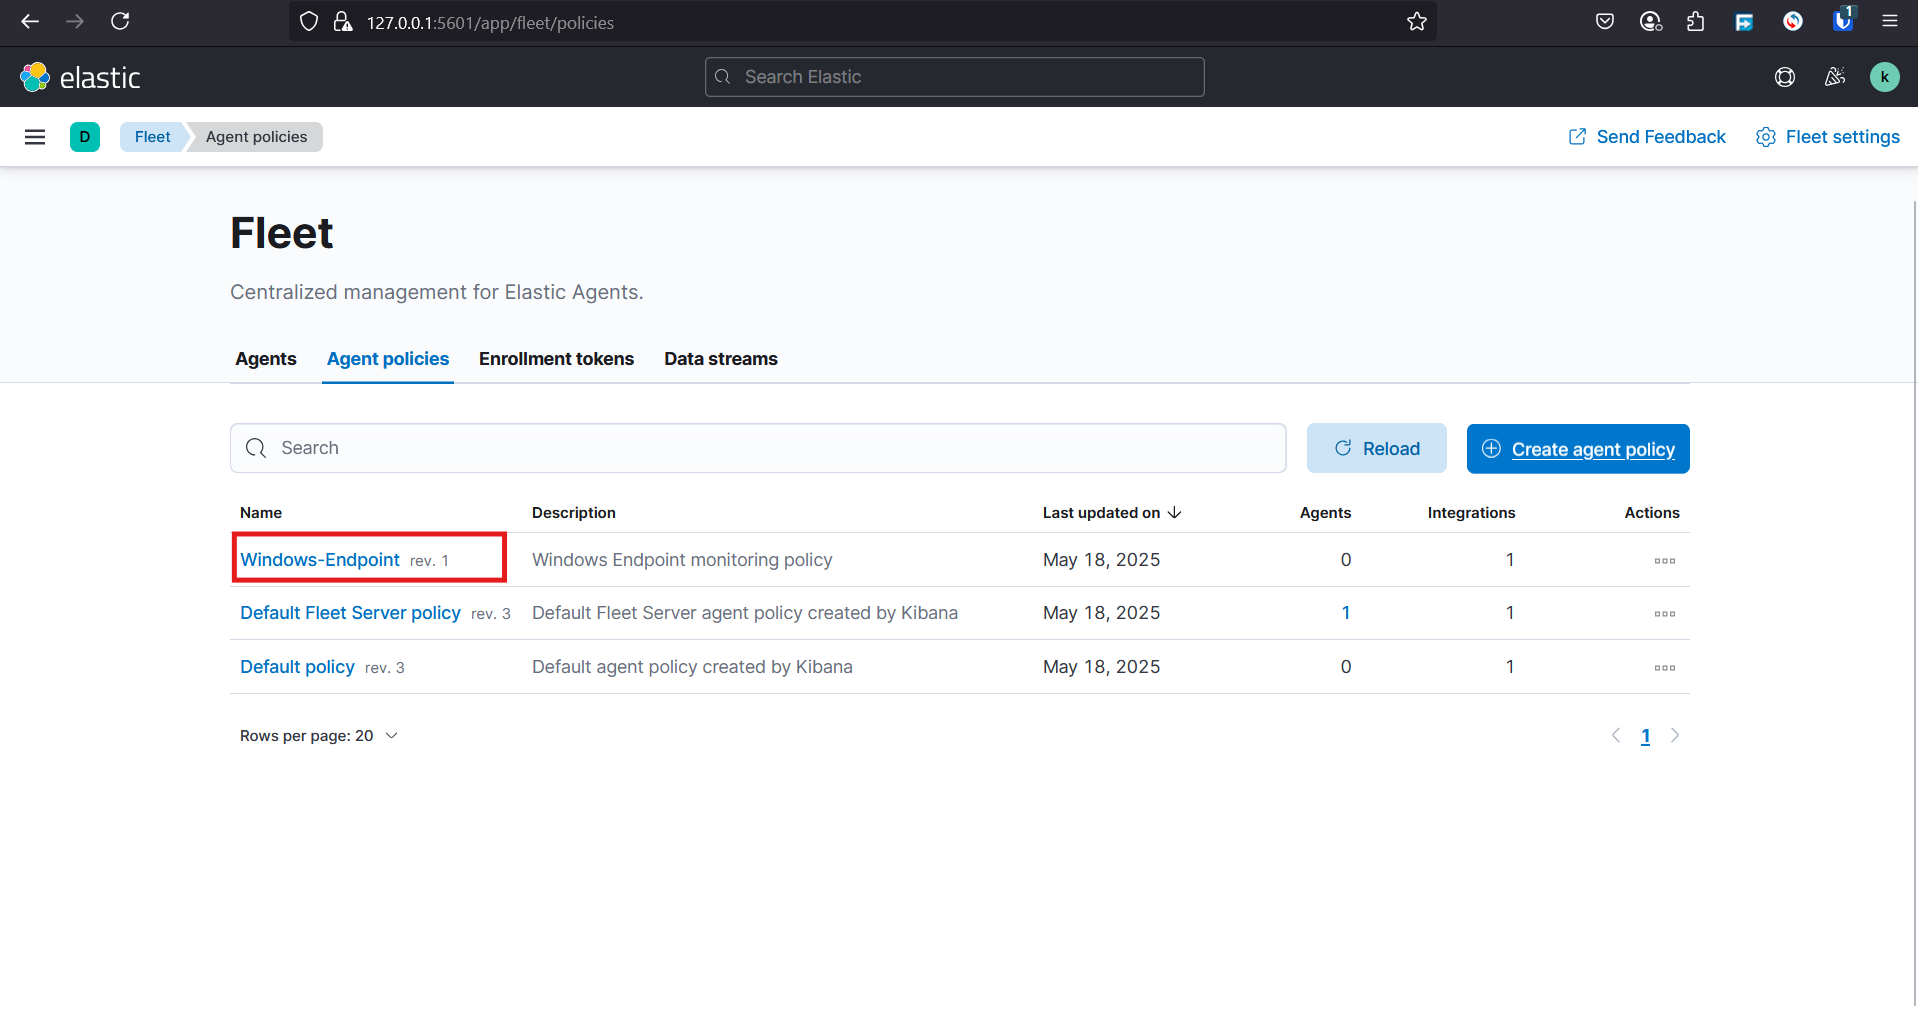 127.0.0.1:5601/app/fleet/policies
1
elastic
Search Elastic
k
D
Fleet
Agent policies
Send Feedback
Fleet settings
Fleet
Centralized management for Elastic Agents.
Agents
Agent policies
Enrollment tokens
Data streams
Search
Reload
Create agent policy
Name Description Last updated on Agents Integrations Actions
Windows-Endpoint rev. 1 Windows Endpoint monitoring policy May 18, 2025 0 1
Default Fleet Server policy rev. 3 Default Fleet Server agent policy created by Kibana May 18, 2025 1 1
Default policy rev. 3 Default agent policy created by Kibana May 18, 2025 0 1
Rows per page: 20
1